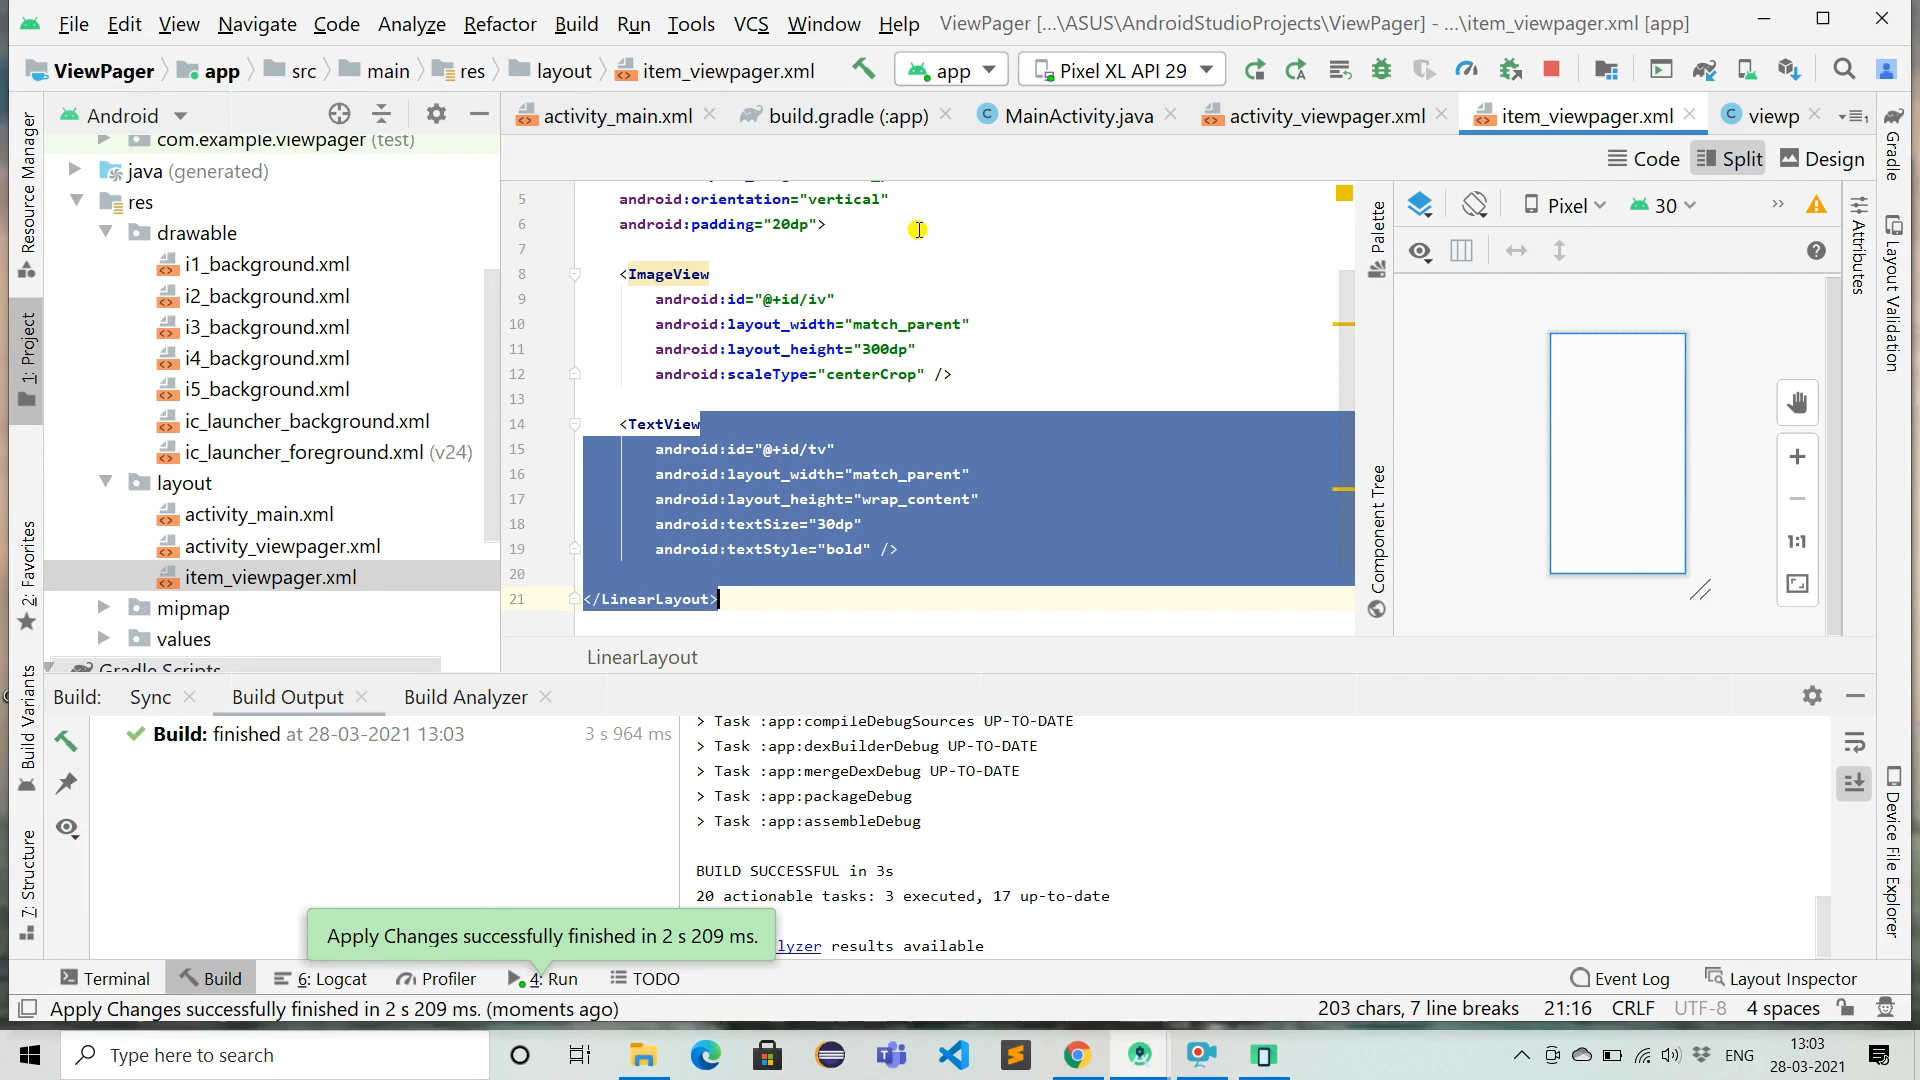 File Edit View Navigate Code Analyze Refactor Build Run Tools VCS Window Help ViewPager [...\ASUS\AndroidStudioProjects\ViewPager] - ...\item_viewpager.xml [app]
ViewPager app src main res layout item_viewpager.xml app Pixel XL API 29
Android activity_main.xml build.gradle (:app) MainActivity.java activity_viewpager.xml item_viewpager.xml viewp
com.example.viewpager (test)
Code Split Design
java (generated)
res
drawable
i1_background.xml
i2_background.xml
i3_background.xml
i4_background.xml
i5_background.xml
ic_launcher_background.xml
ic_launcher_foreground.xml (v24)
layout
activity_main.xml
activity_viewpager.xml
item_viewpager.xml
mipmap
values
Gradle Scripts
5 android:orientation="vertical"
6 android:padding="20dp">
7
8 <ImageView
9 android:id="@+id/iv"
10 android:layout_width="match_parent"
11 android:layout_height="300dp"
12 android:scaleType="centerCrop" />
13
14 <TextView
15 android:id="@+id/tv"
16 android:layout_width="match_parent"
17 android:layout_height="wrap_content"
18 android:textSize="30dp"
19 android:textStyle="bold" />
20
21 </LinearLayout>
LinearLayout
Pixel 30
1:1
Palette
Component Tree
Attributes
Gradle
Layout Validation
Device File Explorer
Resource Manager
1: Project
2: Favorites
Build Variants
7: Structure
Build: Sync Build Output Build Analyzer
Build: finished at 28-03-2021 13:03 3 s 964 ms
> Task :app:compileDebugSources UP-TO-DATE
> Task :app:dexBuilderDebug UP-TO-DATE
> Task :app:mergeDexDebug UP-TO-DATE
> Task :app:packageDebug
> Task :app:assembleDebug
BUILD SUCCESSFUL in 3s
20 actionable tasks: 3 executed, 17 up-to-date
lyzer results available
Apply Changes successfully finished in 2 s 209 ms.
Terminal Build 6: Logcat Profiler 4: Run TODO Event Log Layout Inspector
Apply Changes successfully finished in 2 s 209 ms. (moments ago) 203 chars, 7 line breaks 21:16 CRLF UTF-8 4 spaces
Type here to search ENG 13:03
28-03-2021